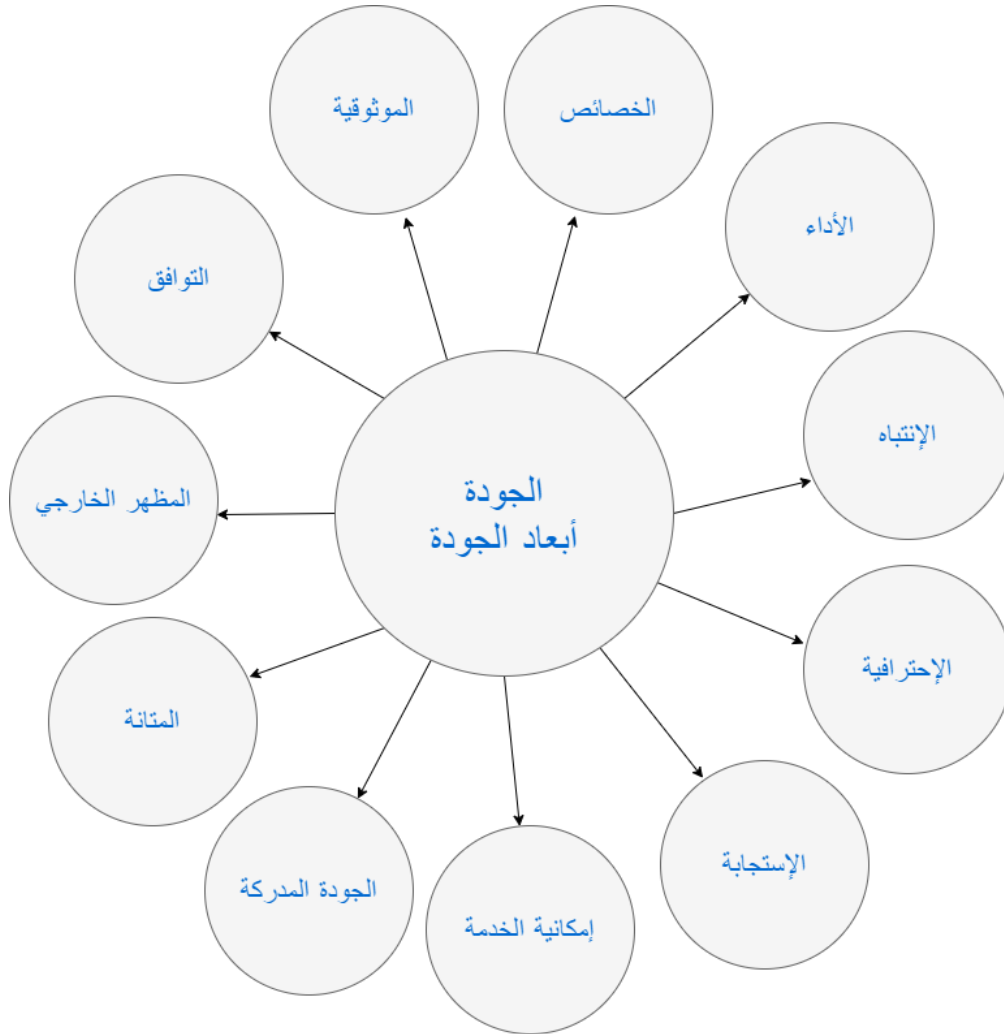 الموثوقية
الخصائص
الأداء
التوافق
الإنتباه
المظهر الخارجي
الجودة
أبعاد الجودة
الإحترافية
المتانة
الإستجابة
الجودة المدركة
إمكانية الخدمة